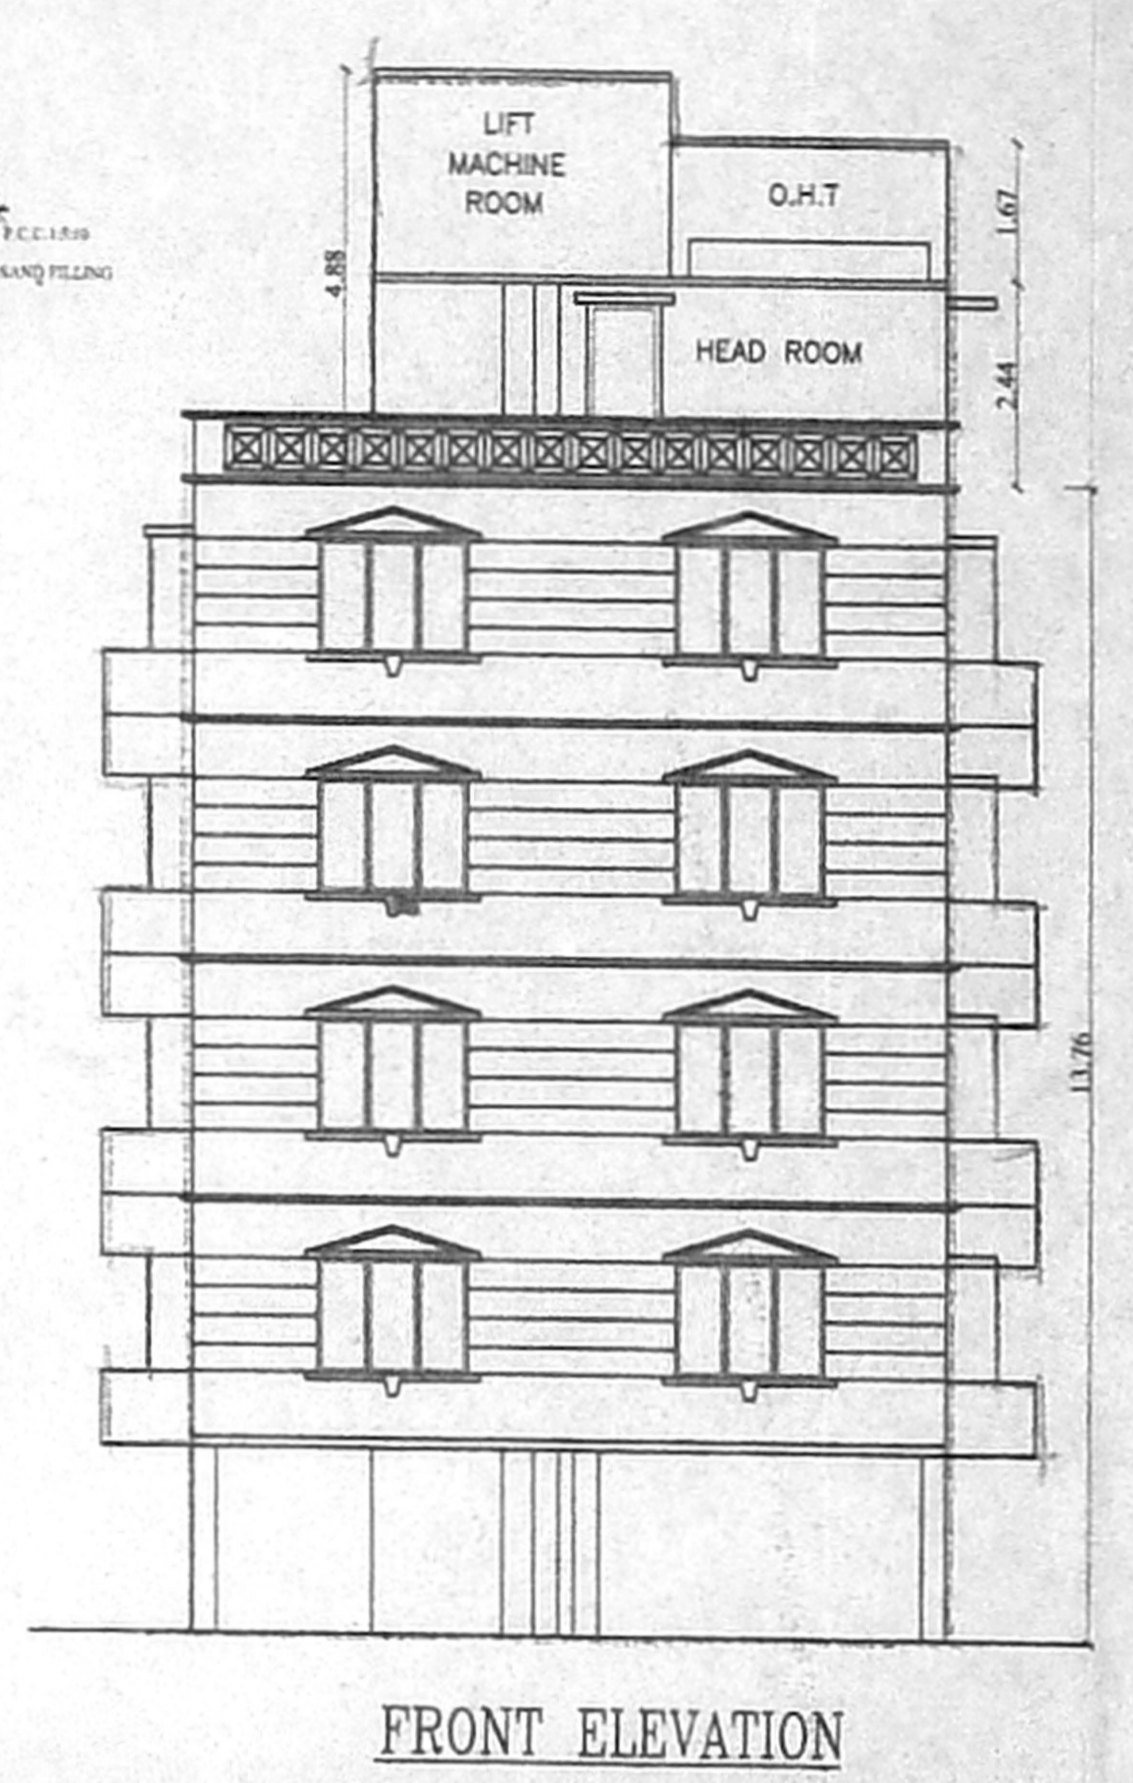 LIFT
MACHINE
ROOM
O.H.T
1.67
P.C.C.
SAND FILLING
4.88
HEAD ROOM
2.44
13.76
FRONT ELEVATION